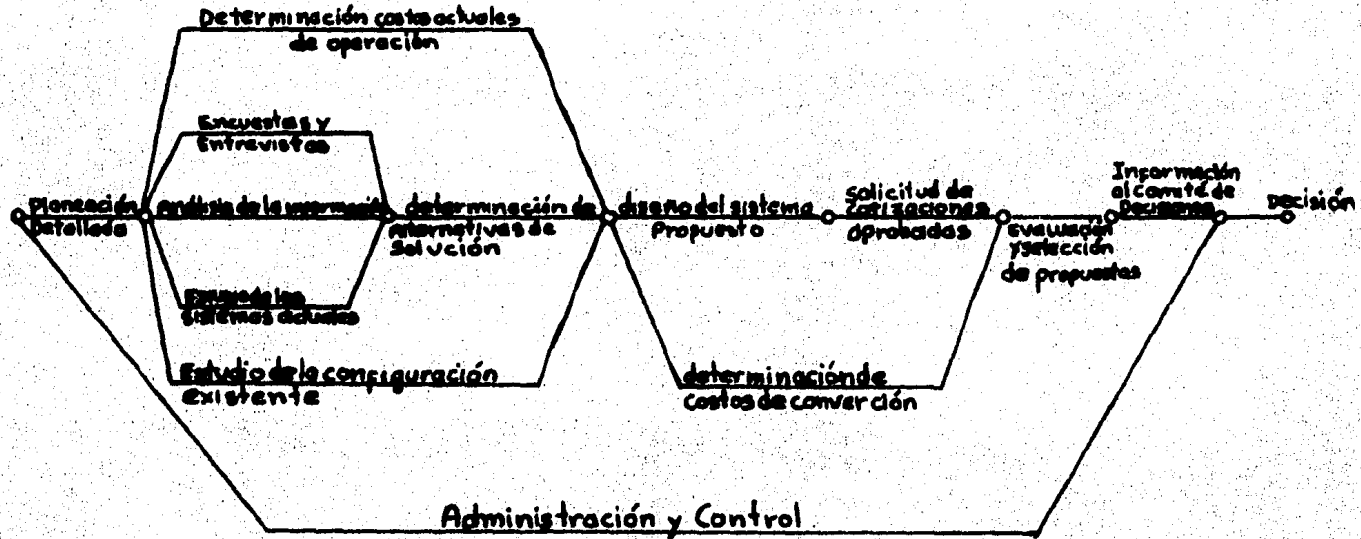 Determinación costos actuales
de operación
Encuestas y
Entrevistas
Planeación
Detallada
Análisis de la información
determinación de
alternativas de
Solución
diseño del sistema
Propuesto
Solicitud de
Cotizaciones
aprobadas
Evaluación
y selección
de propuestas
Información
al comité de
Decisiones
Decisión
Estudio de los
sistemas actuales
Estudio de la configuración
existente
determinación de
costos de converción
Administración y Control